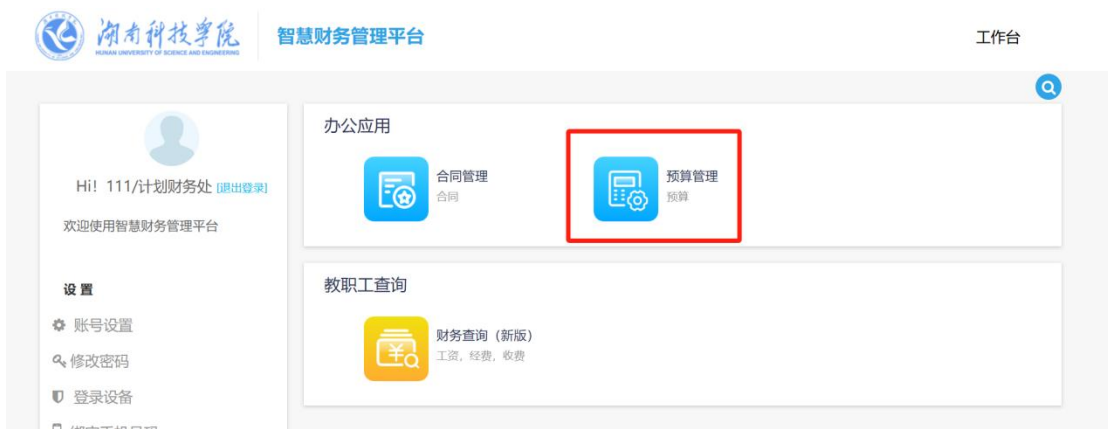 湖南科技学院
HUNAN UNIVERSITY OF SCIENCE AND ENGINEERING
智慧财务管理平台
工作台
Hi! 111/计划财务处 [退出登录]
欢迎使用智慧财务管理平台
设置
账号设置
修改密码
登录设备
办公应用
合同管理
合同
预算管理
预算
教职工查询
财务查询（新版）
工资，经费，收费